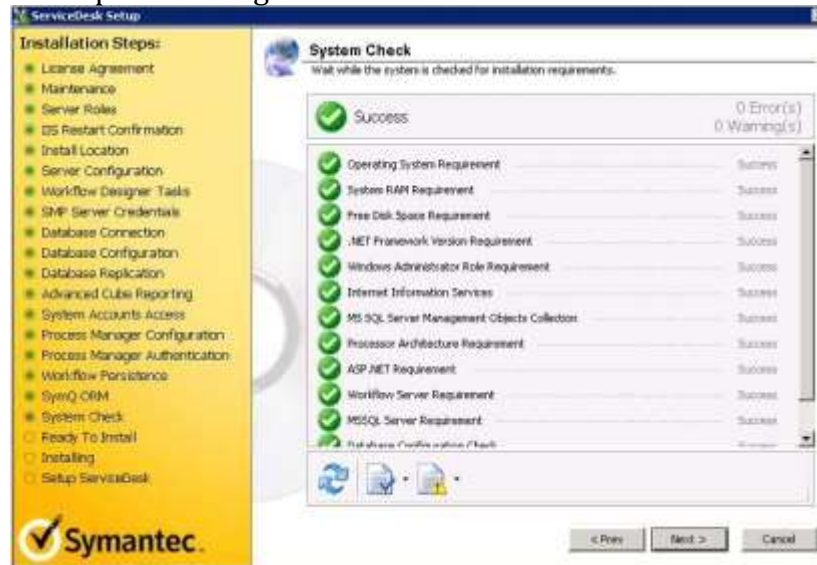 ServiceDesk Setup
Installation Steps:
License Agreement
Maintenance
Server Roles
IIS Restart Confirmation
Install Location
Server Configuration
Workflow Designer Tasks
SMP Server Credentials
Database Connection
Database Configuration
Database Replication
Advanced Cube Reporting
System Accounts Access
Process Manager Configuration
Process Manager Authentication
Workflow Persistence
SymQ ORM
System Check
Ready To Install
Installing
Setup ServiceDesk
Symantec.
System Check
Wait while the system is checked for installation requirements.
Success
0 Error(s)
0 Warning(s)
Operating System Requirement Success
System RAM Requirement Success
Free Disk Space Requirement Success
.NET Framework Version Requirement Success
Windows Administrator Role Requirement Success
Internet Information Services Success
MS SQL Server Management Objects Collection Success
Processor Architecture Requirement Success
ASP.NET Requirement Success
Workflow Server Requirement Success
MSSQL Server Requirement Success
Database Configuration Check
< Prev
Next >
Cancel